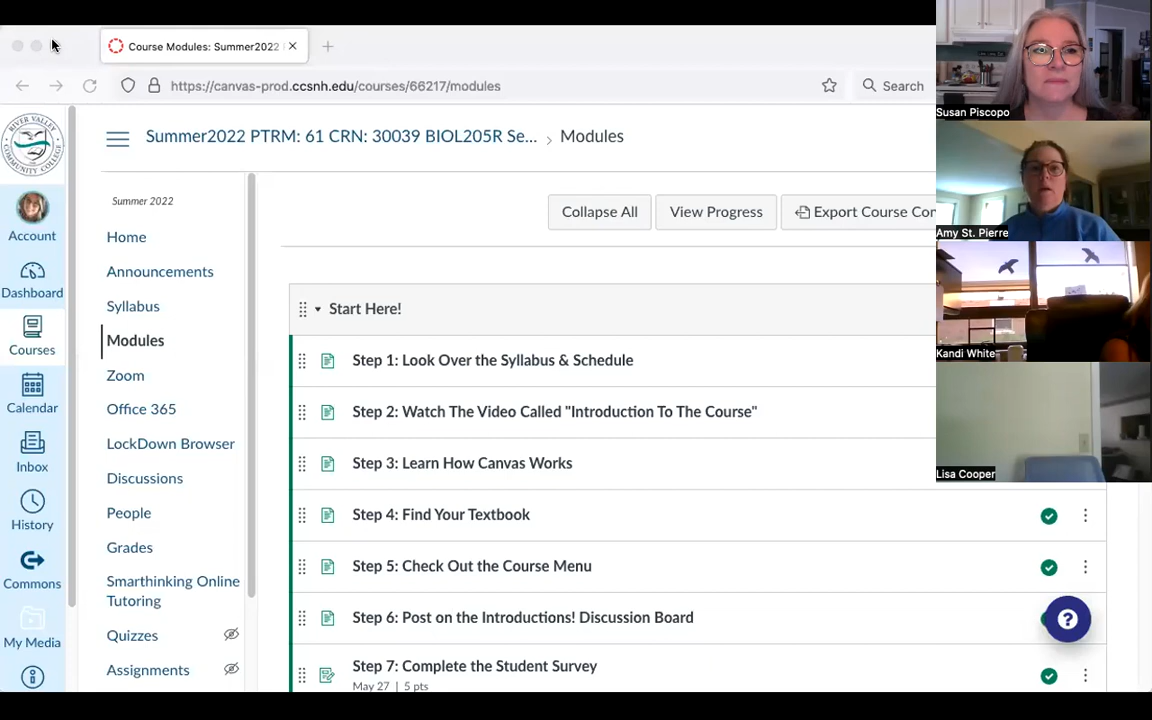 Course Modules: Summer2022
https://canvas-prod.ccsnh.edu/courses/66217/modules
Search
RIVER VALLEY
COMMUNITY COLLEGE
Account
Dashboard
Courses
Calendar
Inbox
History
Commons
My Media
Summer2022 PTRM: 61 CRN: 30039 BIOL205R Se... > Modules
Summer 2022
Home
Announcements
Syllabus
Modules
Zoom
Office 365
LockDown Browser
Discussions
People
Grades
Smarthinking Online
Tutoring
Quizzes
Assignments
Collapse All
View Progress
Export Course Con
Start Here!
Step 1: Look Over the Syllabus & Schedule
Step 2: Watch The Video Called "Introduction To The Course"
Step 3: Learn How Canvas Works
Step 4: Find Your Textbook
Step 5: Check Out the Course Menu
Step 6: Post on the Introductions! Discussion Board
Step 7: Complete the Student Survey
May 27 | 5 pts
Susan Piscopo
Amy St. Pierre
Kandi White
Lisa Cooper